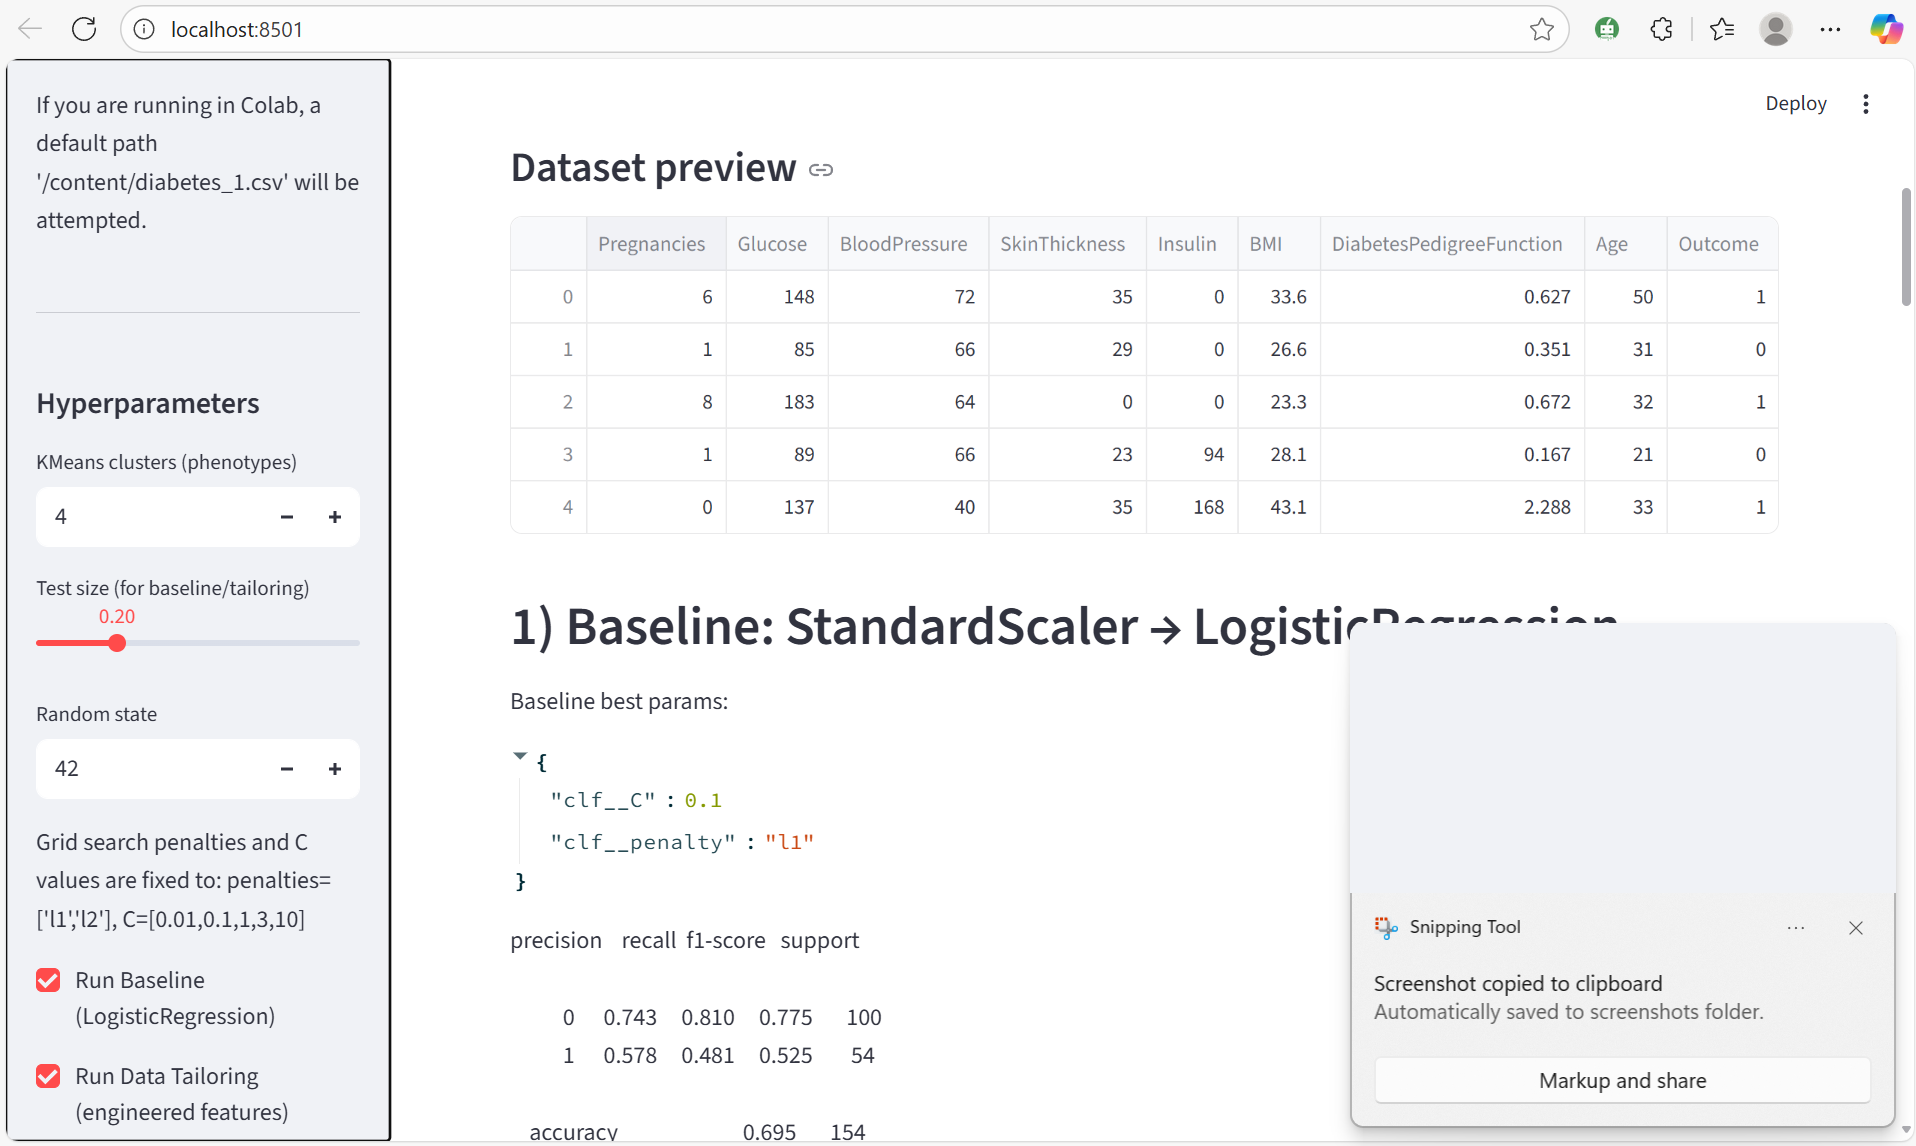 localhost:8501
If you are running in Colab, a
default path
'/content/diabetes_1.csv' will be
attempted.
Hyperparameters
KMeans clusters (phenotypes)
4
Test size (for baseline/tailoring)
0.20
Random state
42
Grid search penalties and C
values are fixed to: penalties=
['l1','l2'], C=[0.01,0.1,1,3,10]
Run Baseline
(LogisticRegression)
Run Data Tailoring
(engineered features)
Deploy
Dataset preview
Pregnancies Glucose BloodPressure SkinThickness Insulin BMI DiabetesPedigreeFunction Age Outcome
0 6 148 72 35 0 33.6 0.627 50 1
1 1 85 66 29 0 26.6 0.351 31 0
2 8 183 64 0 0 23.3 0.672 32 1
3 1 89 66 23 94 28.1 0.167 21 0
4 0 137 40 35 168 43.1 2.288 33 1
1) Baseline: StandardScaler → LogisticRegression
Baseline best params:
{
"clf__C" : 0.1
"clf__penalty" : "l1"
}
precision recall f1-score support
0 0.743 0.810 0.775 100
1 0.578 0.481 0.525 54
accuracy 0.695 154
Snipping Tool
Screenshot copied to clipboard
Automatically saved to screenshots folder.
Markup and share